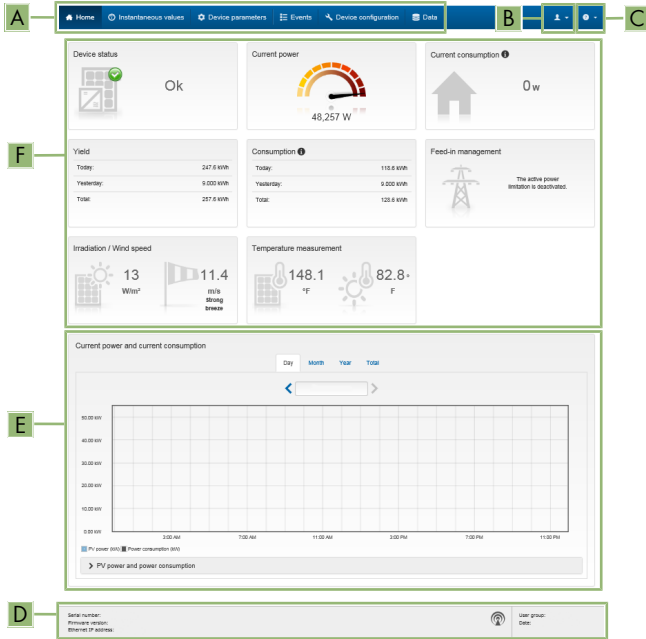 A
Home Instantaneous values Device parameters Events Device configuration Data
B
C
Device status
Ok
Current power
48,257 W
Current consumption
0 w
F
Yield
Today: 247.6 kWh
Yesterday: 9.000 kWh
Total: 257.6 kWh
Consumption
Today:
Yesterday: 9.000 kWh
Total:
Feed-in management
The active power
limitation is deactivated.
Irradiation / Wind speed
13
W/m²
11.4
m/s
strong
breeze
Temperature measurement
148.1
°F
82.8
F
E
Current power and current consumption
Day Month Year Total
50.00 kW
40.00 kW
30.00 kW
20.00 kW
10.00 kW
0.00 kW
3:00 AM 7:00 AM 11:00 AM 3:00 PM 7:00 PM 11:00 PM
PV power (kW) Power consumption (kW)
PV power and power consumption
D
Serial number:
Firmware version:
Ethernet IP address:
User group:
Date: